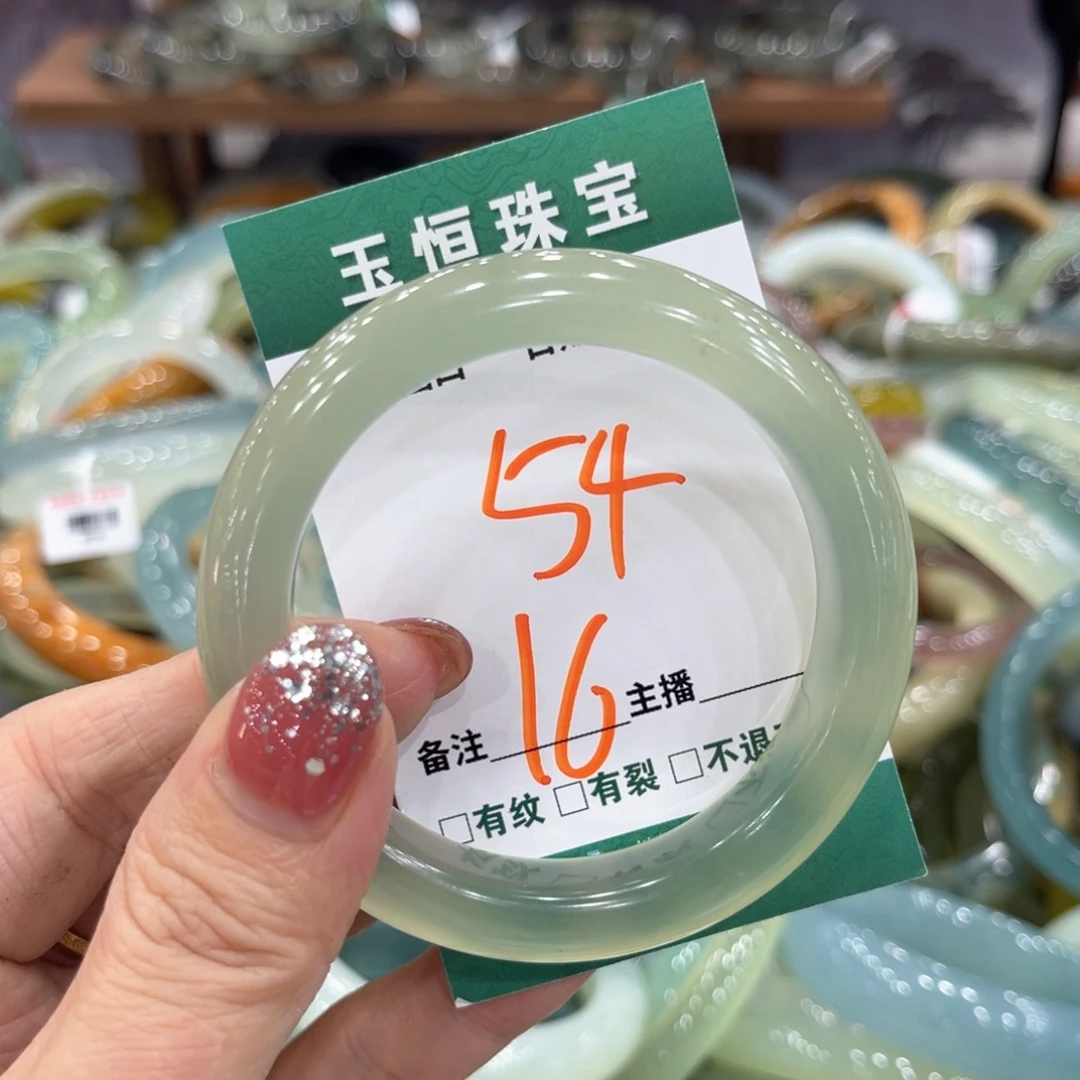 玉恒珠宝
54
16
备注 主播
□有纹 □有裂 □不退